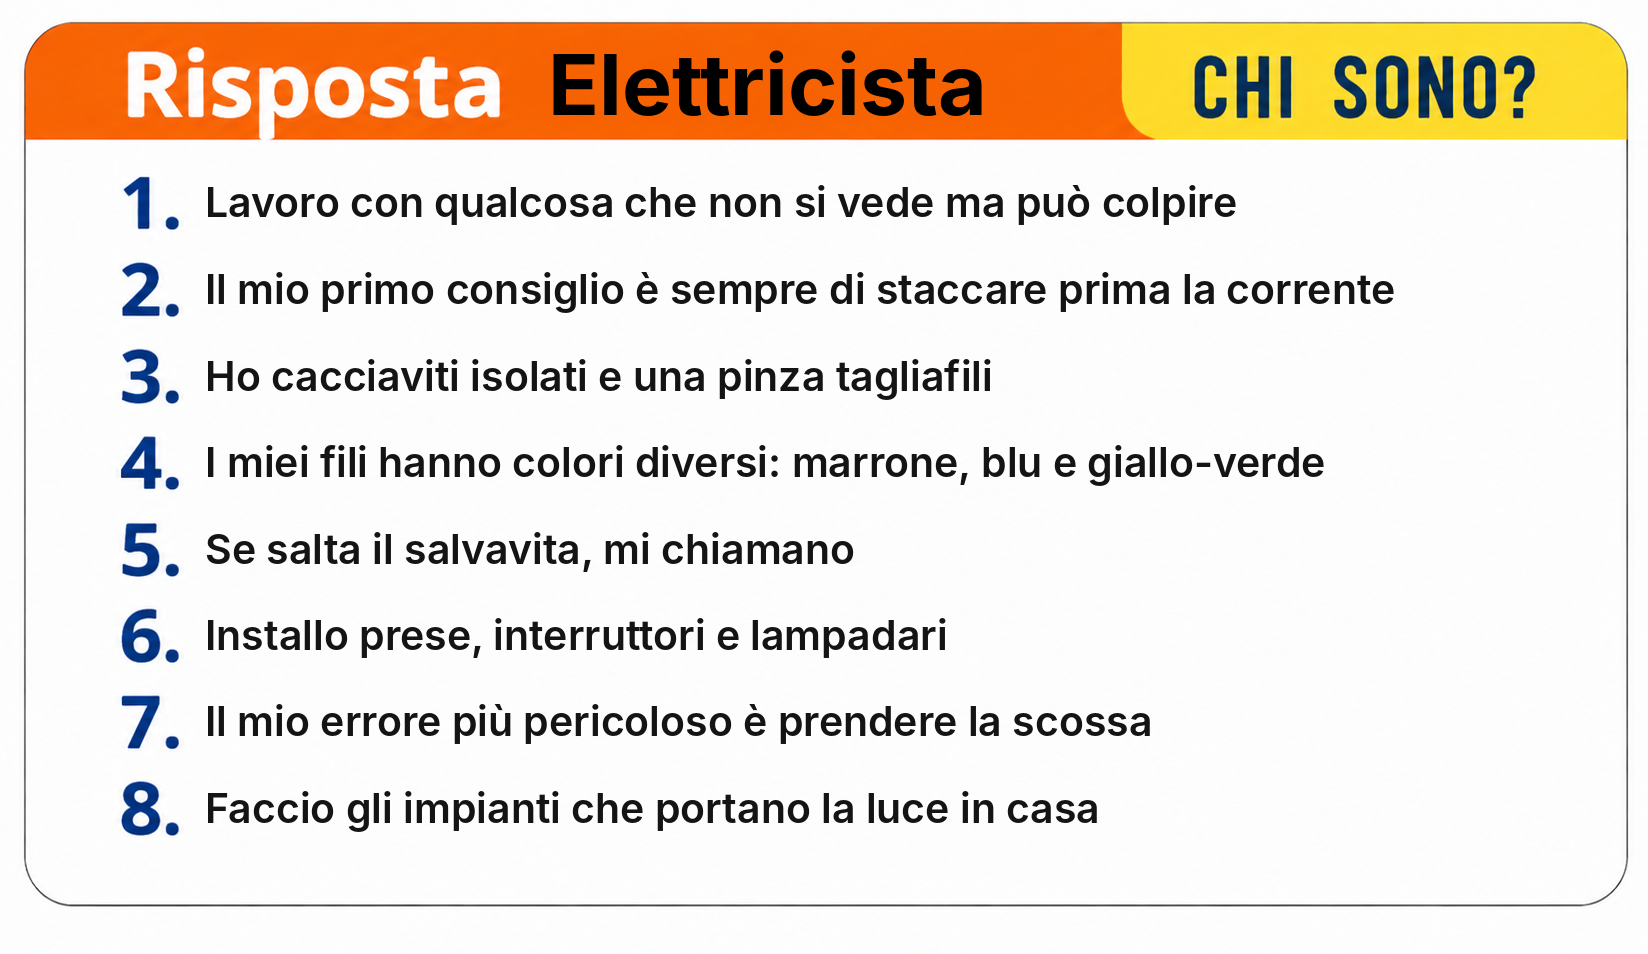 Risposta Elettricista CHI SONO?
1. Lavoro con qualcosa che non si vede ma può colpire
2. Il mio primo consiglio è sempre di staccare prima la corrente
3. Ho cacciaviti isolati e una pinza tagliafili
4. I miei fili hanno colori diversi: marrone, blu e giallo-verde
5. Se salta il salvavita, mi chiamano
6. Installo prese, interruttori e lampadari
7. Il mio errore più pericoloso è prendere la scossa
8. Faccio gli impianti che portano la luce in casa